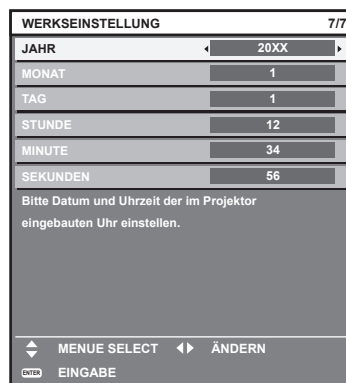 WERKSEINSTELLUNG 7/7
JAHR 20XX
MONAT 1
TAG 1
STUNDE 12
MINUTE 34
SEKUNDEN 56
Bitte Datum und Uhrzeit der im Projektor
eingebauten Uhr einstellen.
MENUE SELECT ÄNDERN
ENTER EINGABE